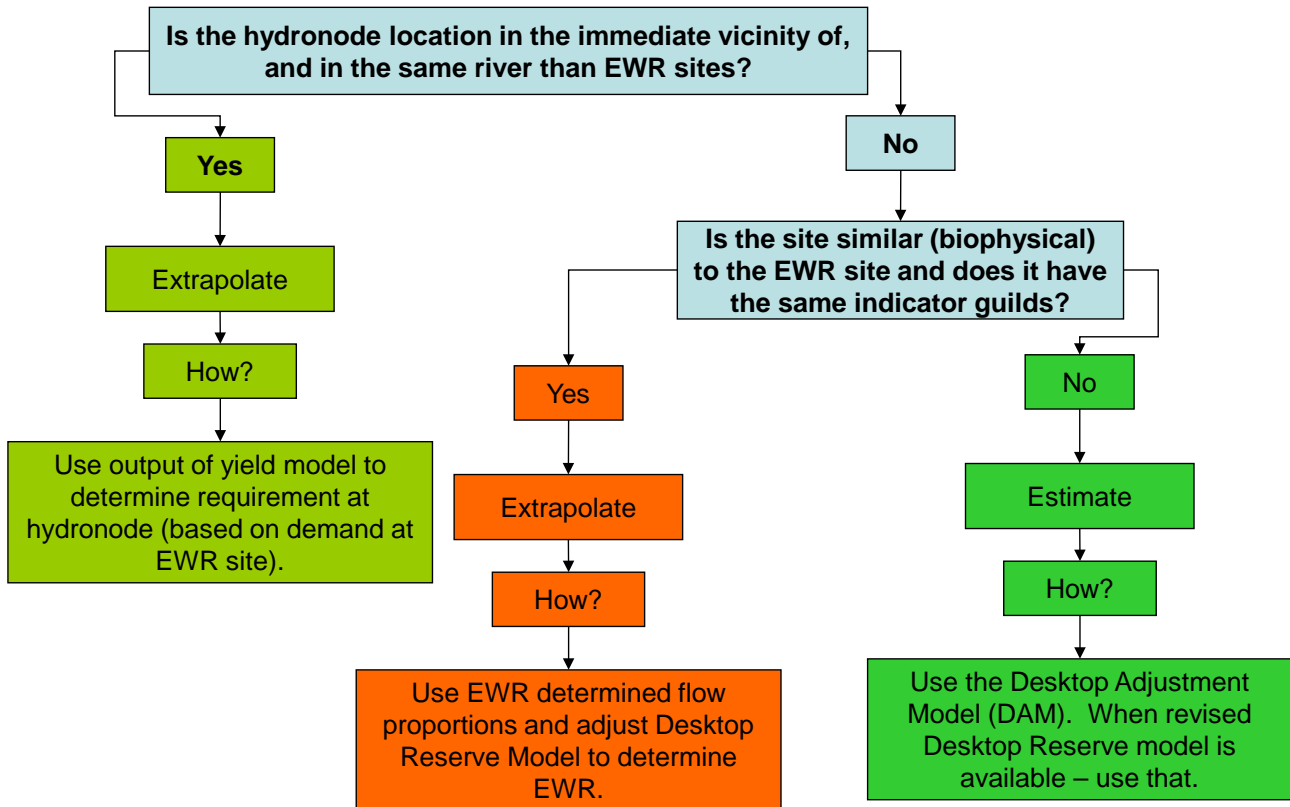 Is the hydronode location in the immediate vicinity of,
and in the same river than EWR sites?
Yes
No
Extrapolate
Is the site similar (biophysical)
to the EWR site and does it have
the same indicator guilds?
How?
Yes
No
Use output of yield model to
determine requirement at
hydronode (based on demand at
EWR site).
Extrapolate
Estimate
How?
How?
Use EWR determined flow
proportions and adjust Desktop
Reserve Model to determine
EWR.
Use the Desktop Adjustment
Model (DAM).  When revised
Desktop Reserve model is
available – use that.